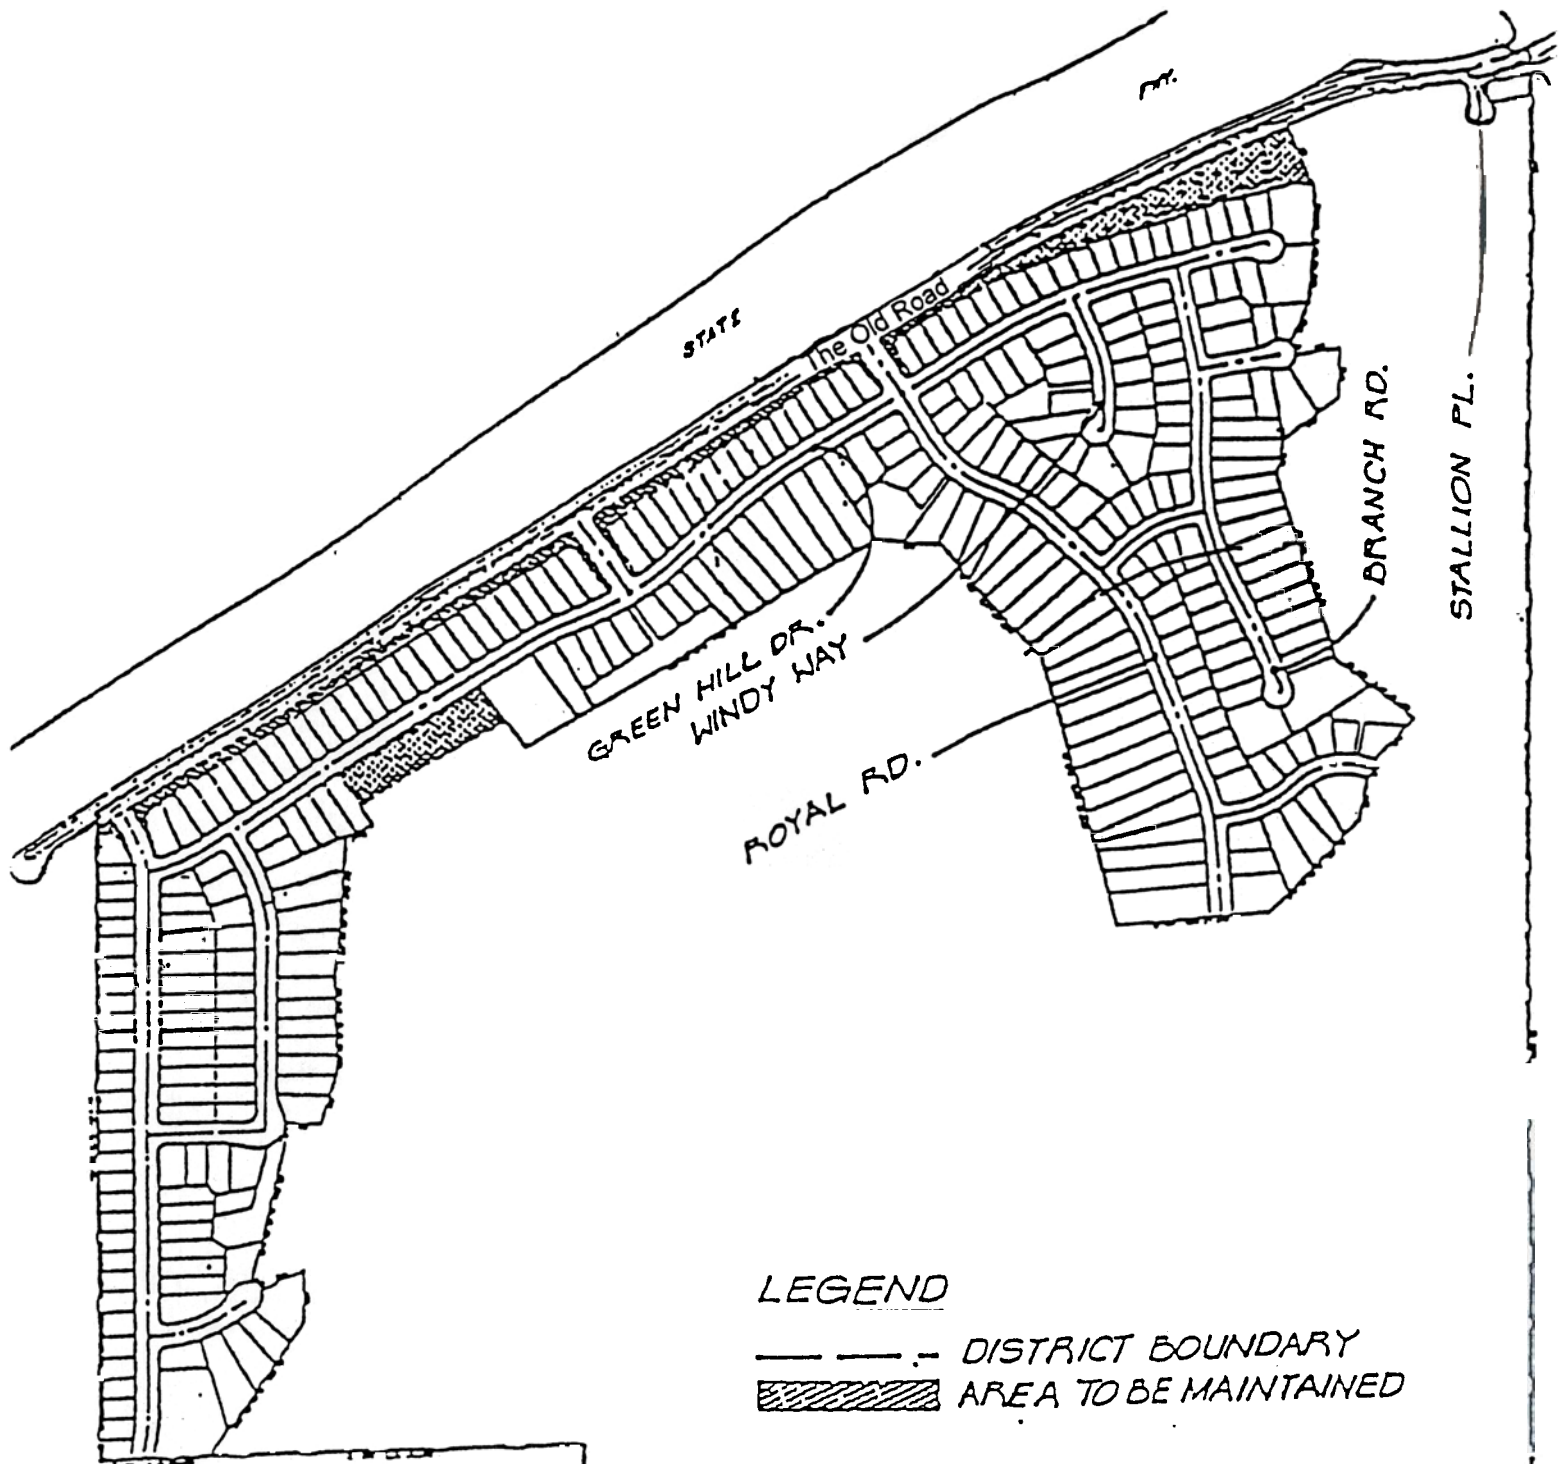 STATE
The Old Road
BRANCH RD.
STALLION PL.
GREEN HILL DR.
WINDY WAY
ROYAL RD.
LEGEND
DISTRICT BOUNDARY
AREA TO BE MAINTAINED